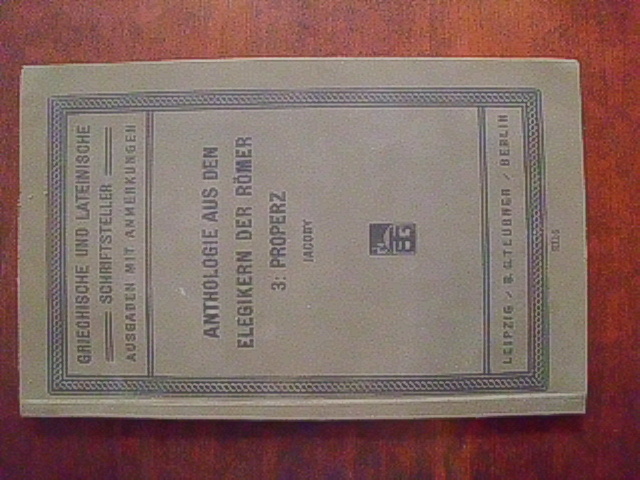 GRIECHISCHE UND LATEINISCHE
SCHRIFTSTELLER
AUSGABEN MIT ANMERKUNGEN
ANTHOLOGIE AUS DEN
ELEGIKERN DER RÖMER
3: PROPERZ
JACOBY
LEIPZIG / B. G. TEUBNER / BERLIN